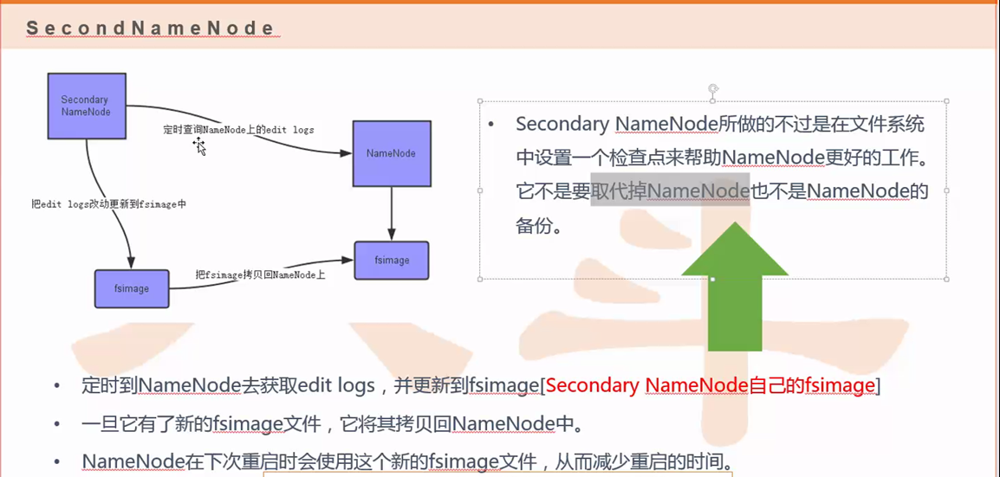 SecondNameNode
Secondary
NameNode
定时查询NameNode上的edit logs
NameNode
把edit logs改动更新到fsimage中
fsimage
把fsimage拷贝回NameNode上
fsimage
• Secondary NameNode所做的不过是在文件系统
中设置一个检查点来帮助NameNode更好的工作。
它不是要取代掉NameNode也不是NameNode的
备份。
• 定时到NameNode去获取edit logs，并更新到fsimage[Secondary NameNode自己的fsimage]
• 一旦它有了新的fsimage文件，它将其拷贝回NameNode中。
• NameNode在下次重启时会使用这个新的fsimage文件，从而减少重启的时间。